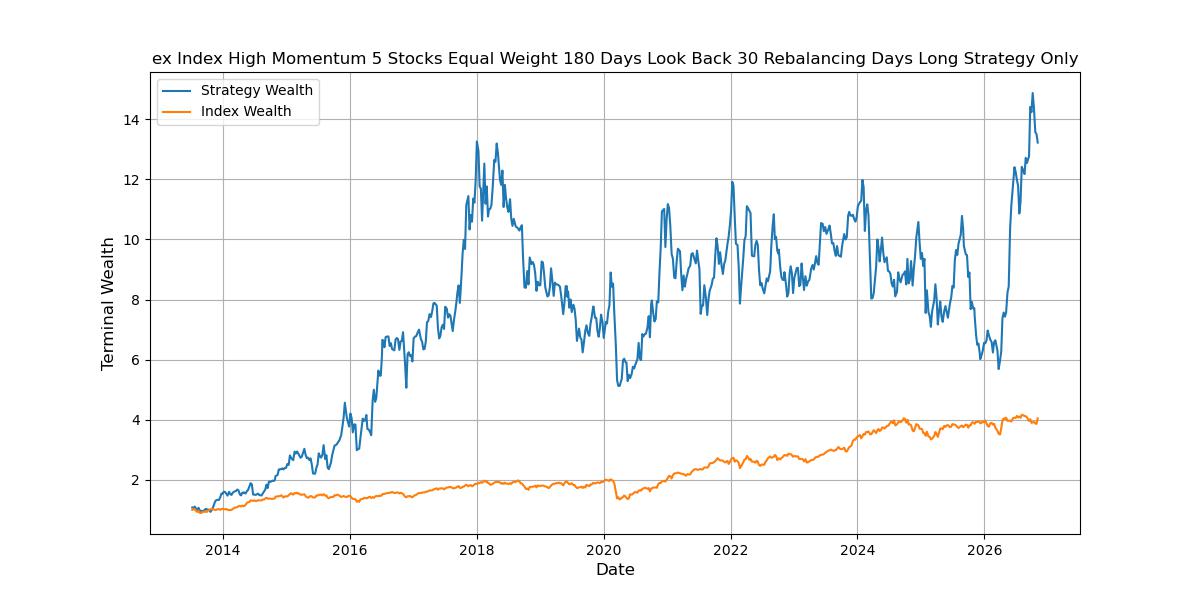 ex Index High Momentum 5 Stocks Equal Weight 180 Days Look Back 30 Rebalancing Days Long Strategy Only
Strategy Wealth
Index Wealth
Terminal Wealth
14
12
10
8
6
4
2
2014 2016 2018 2020 2022 2024 2026
Date